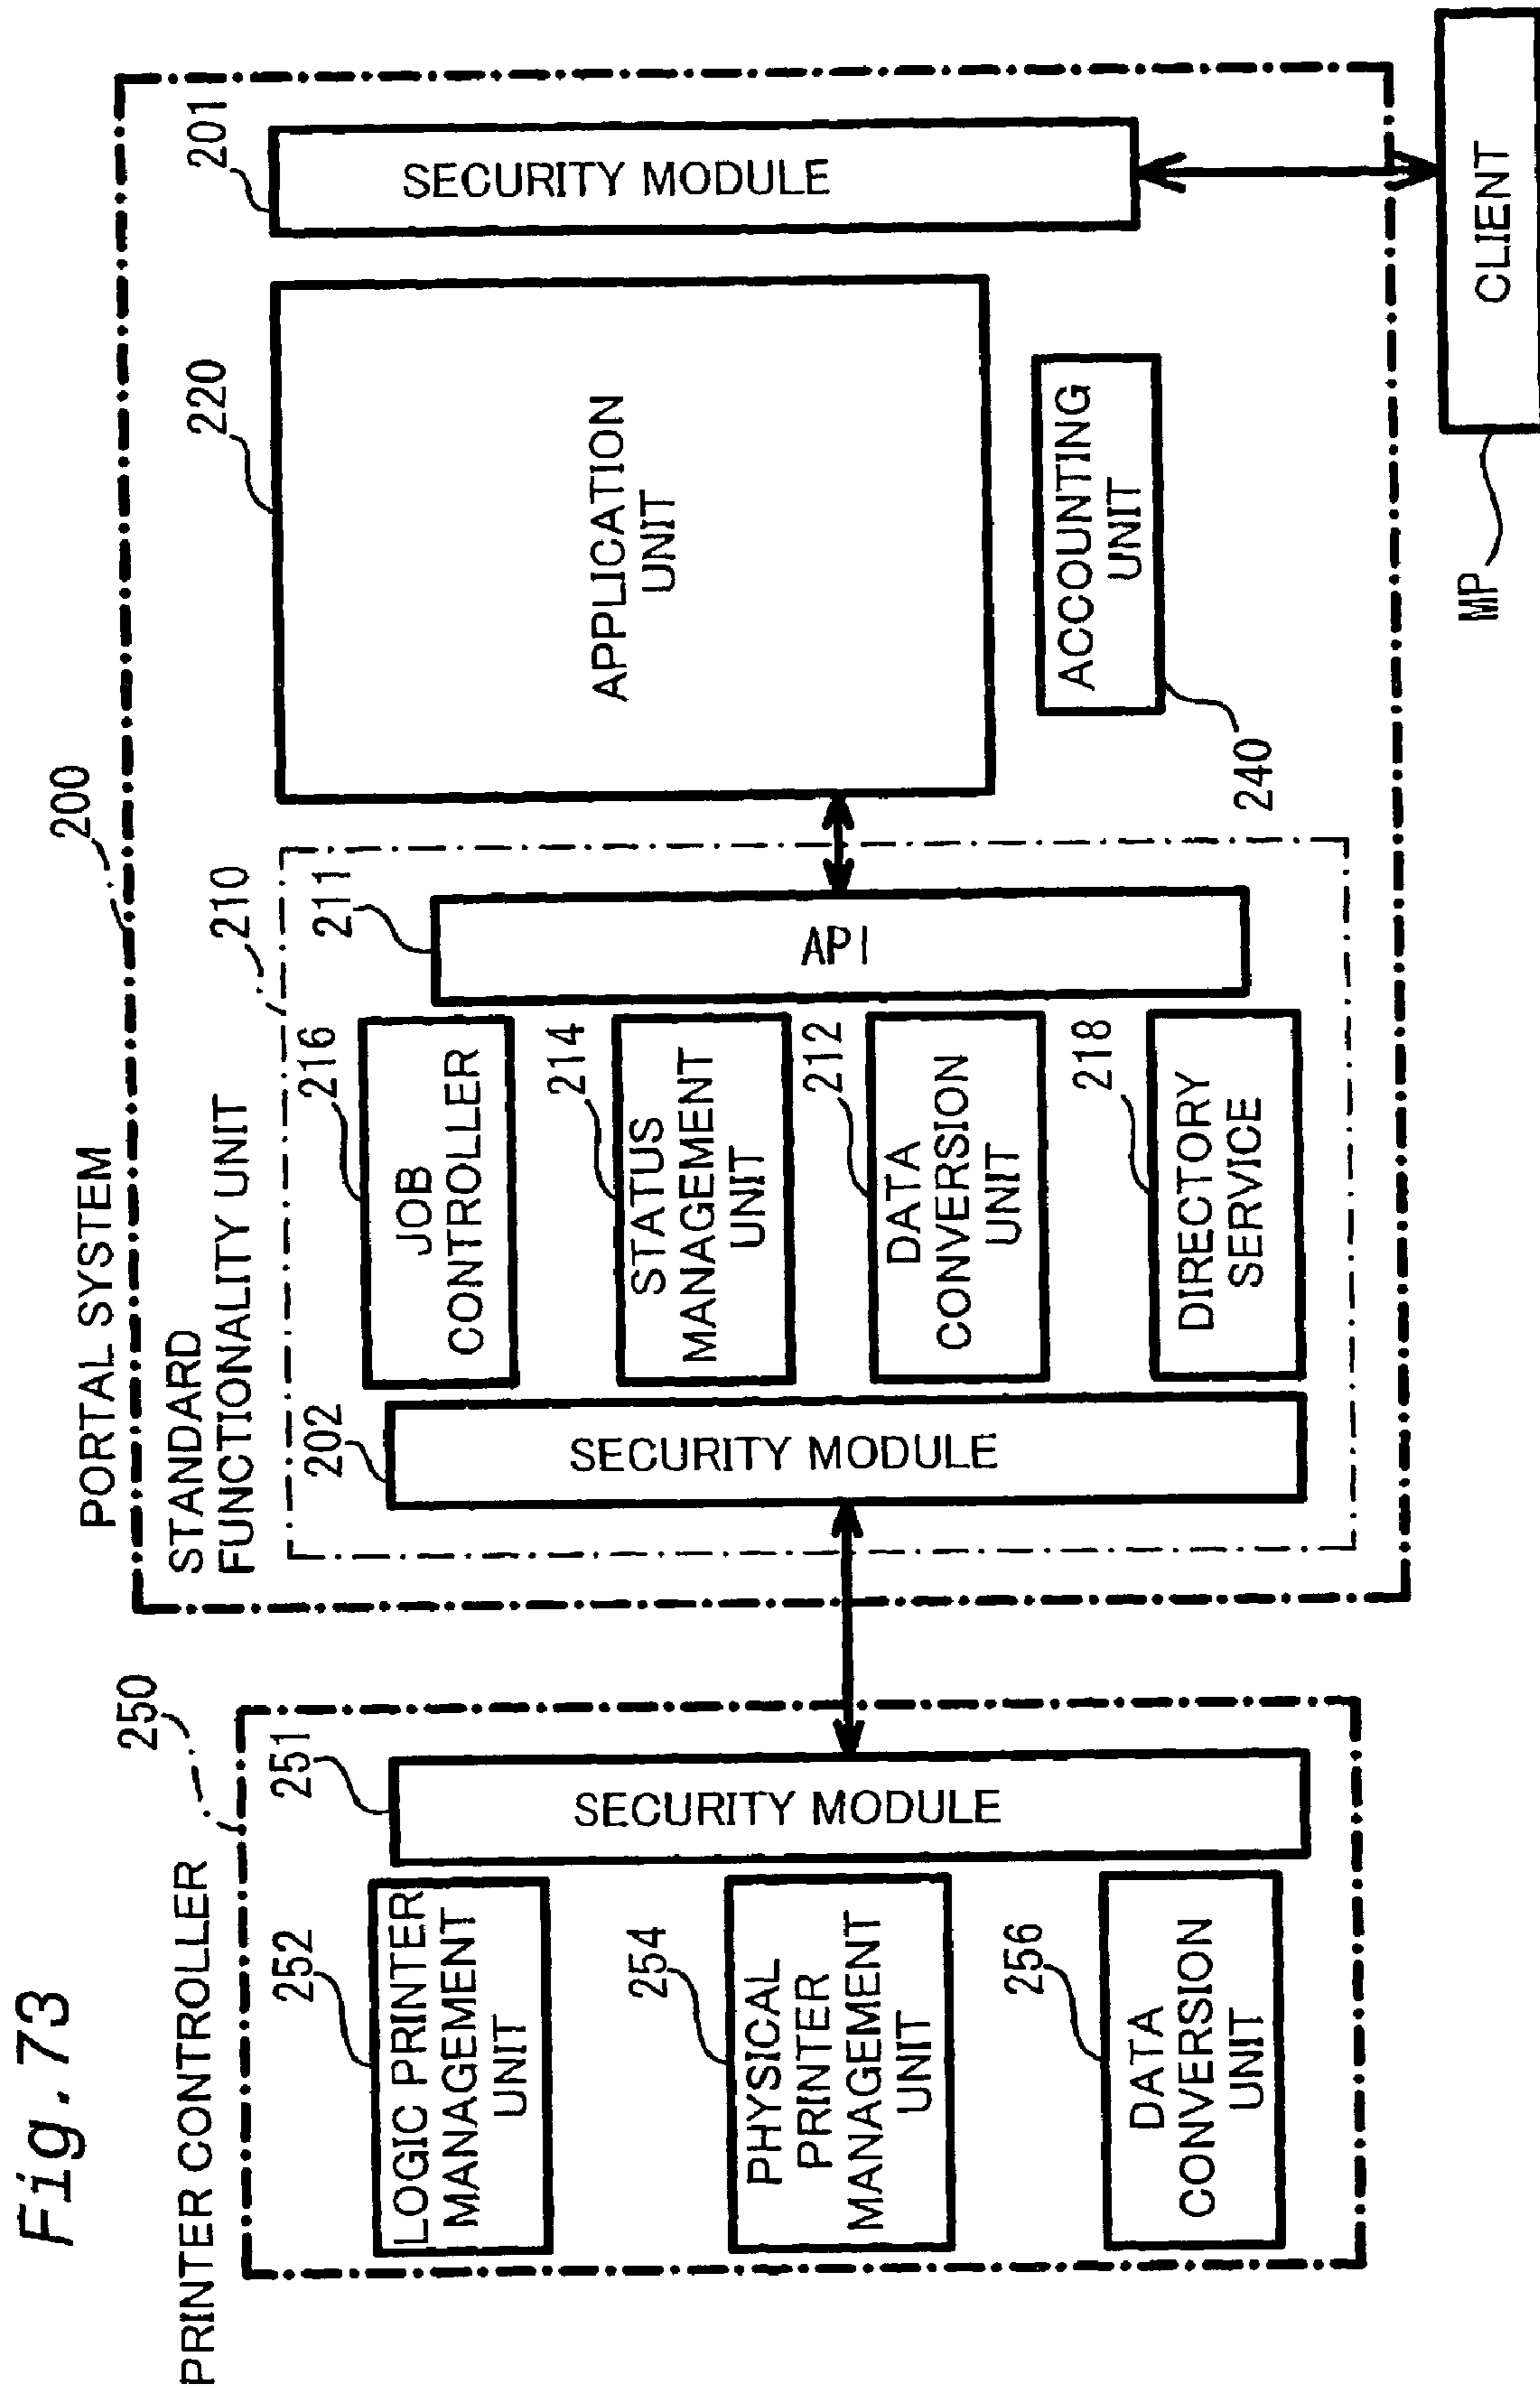 Fig.73
PRINTER CONTROLLER
250
252
LOGIC PRINTER
MANAGEMENT
UNIT
254
PHYSICAL
PRINTER
MANAGEMENT
UNIT
256
DATA
CONVERSION
UNIT
251
SECURITY MODULE
PORTAL SYSTEM
200
STANDARD
FUNCTIONALITY UNIT
210
202
SECURITY MODULE
216
JOB
CONTROLLER
214
STATUS
MANAGEMENT
UNIT
212
DATA
CONVERSION
UNIT
218
DIRECTORY
SERVICE
211
API
220
APPLICATION
UNIT
ACCOUNTING
UNIT
240
201
SECURITY MODULE
CLIENT
MP